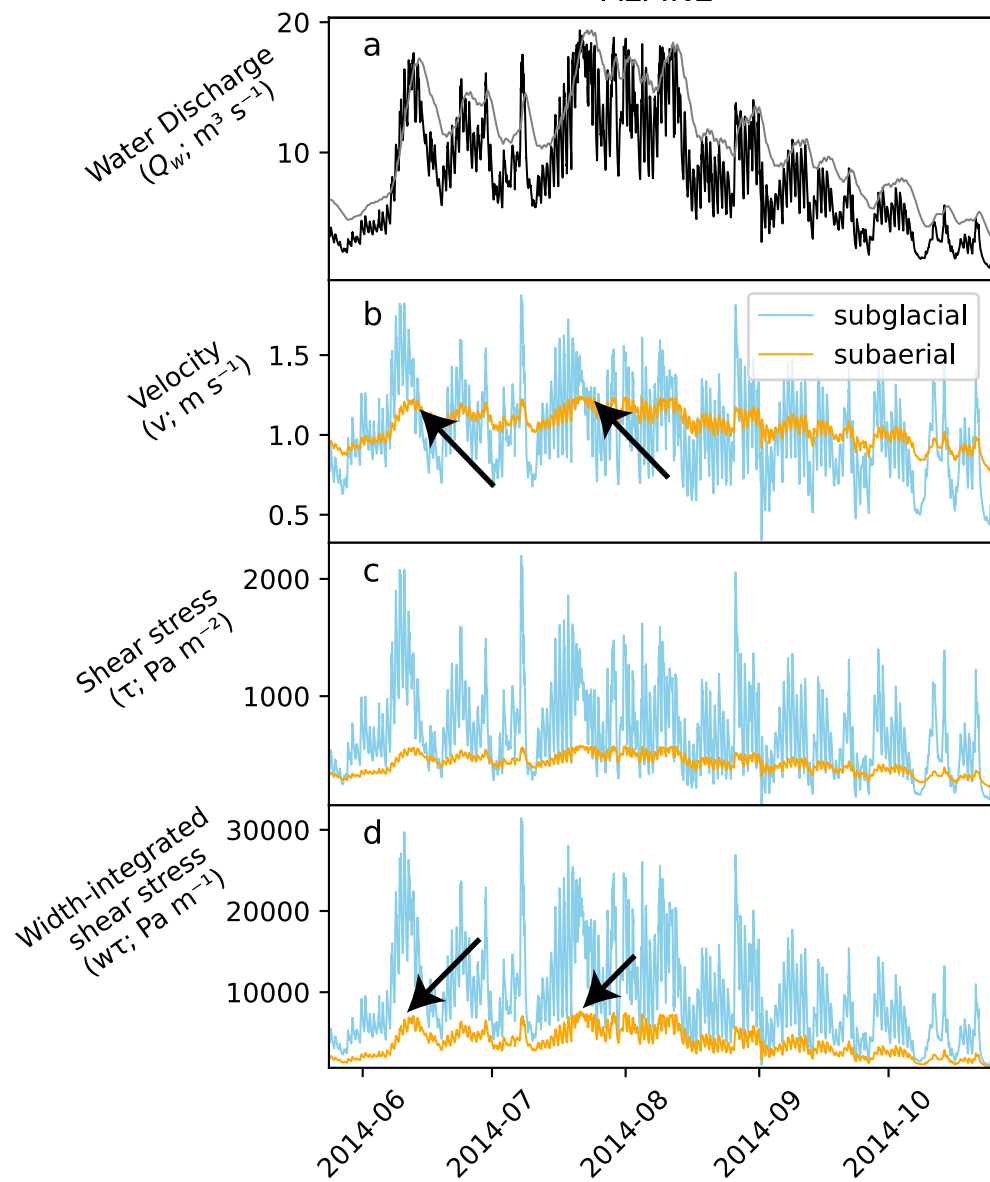 20
a
Water Discharge
(Qw; m³ s⁻¹)
10
b
subglacial
subaerial
1.5
Velocity
(v; m s⁻¹)
1.0
0.5
c
2000
Shear stress
(τ; Pa m⁻²)
1000
d
30000
Width-integrated
shear stress
(wτ; Pa m⁻¹)
20000
10000
2014-06
2014-07
2014-08
2014-09
2014-10